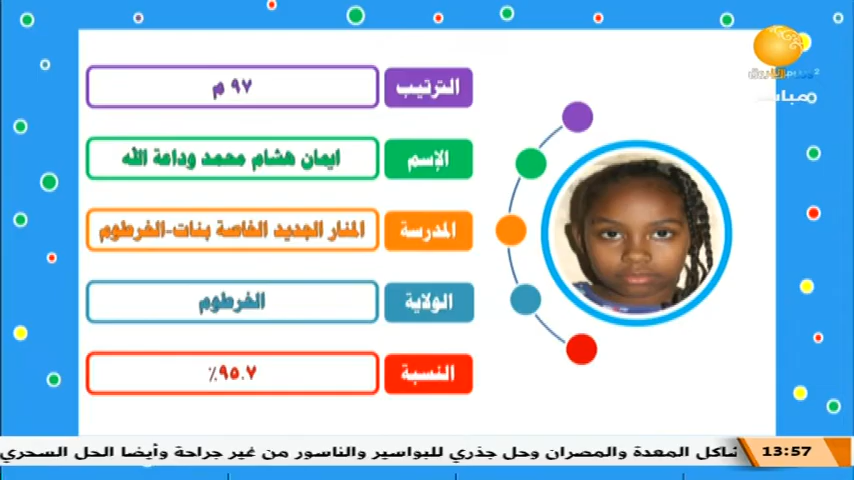 مباشر
الترتيب ٩٧ م
الإسم ايمان هشام محمد وداعة الله
المدرسة المنار الجديد الخاصة بنات-الخرطوم
الولاية الخرطوم
النسبة ٩٥.٧٪
13:57 شاكل المعدة والمصران وحل جذري للبواسير والناسور من غير جراحة وأيضا الحل السحري